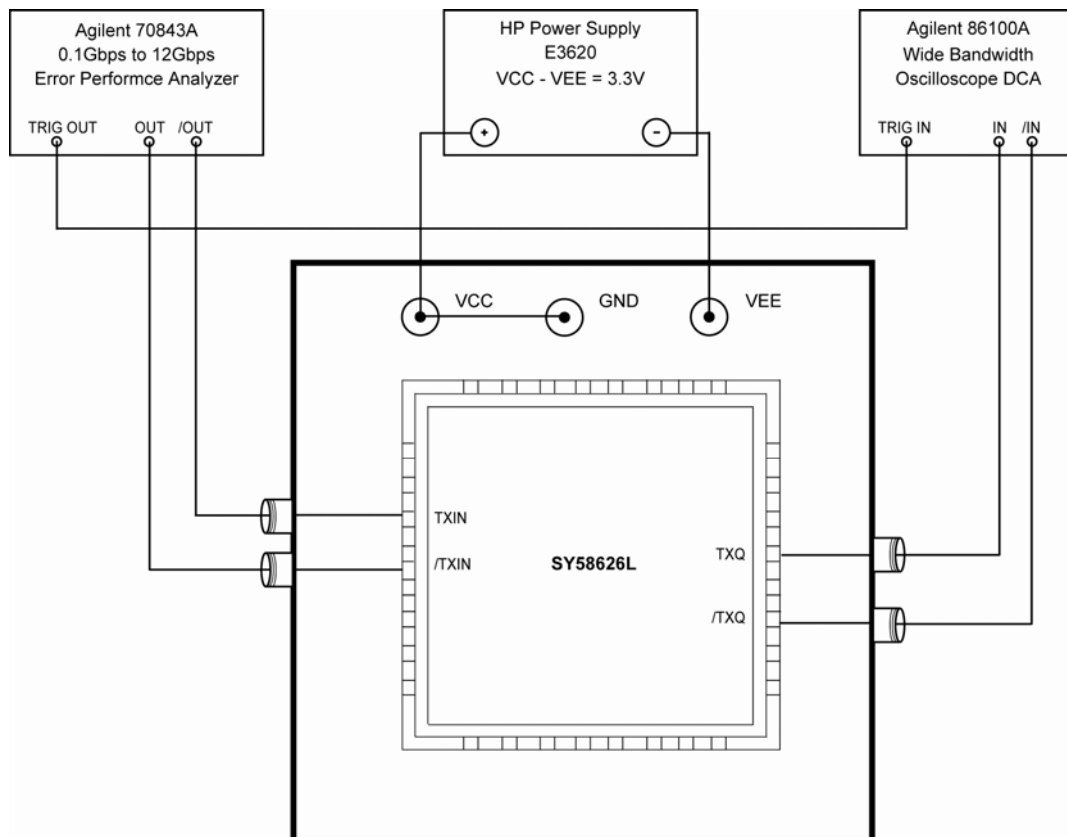 Agilent 70843A
0.1Gbps to 12Gbps
Error Performce Analyzer
TRIG OUT OUT /OUT
HP Power Supply
E3620
VCC - VEE = 3.3V
+ −
Agilent 86100A
Wide Bandwidth
Oscilloscope DCA
TRIG IN IN /IN
VCC GND VEE
TXIN
/TXIN
SY58626L
TXQ
/TXQ